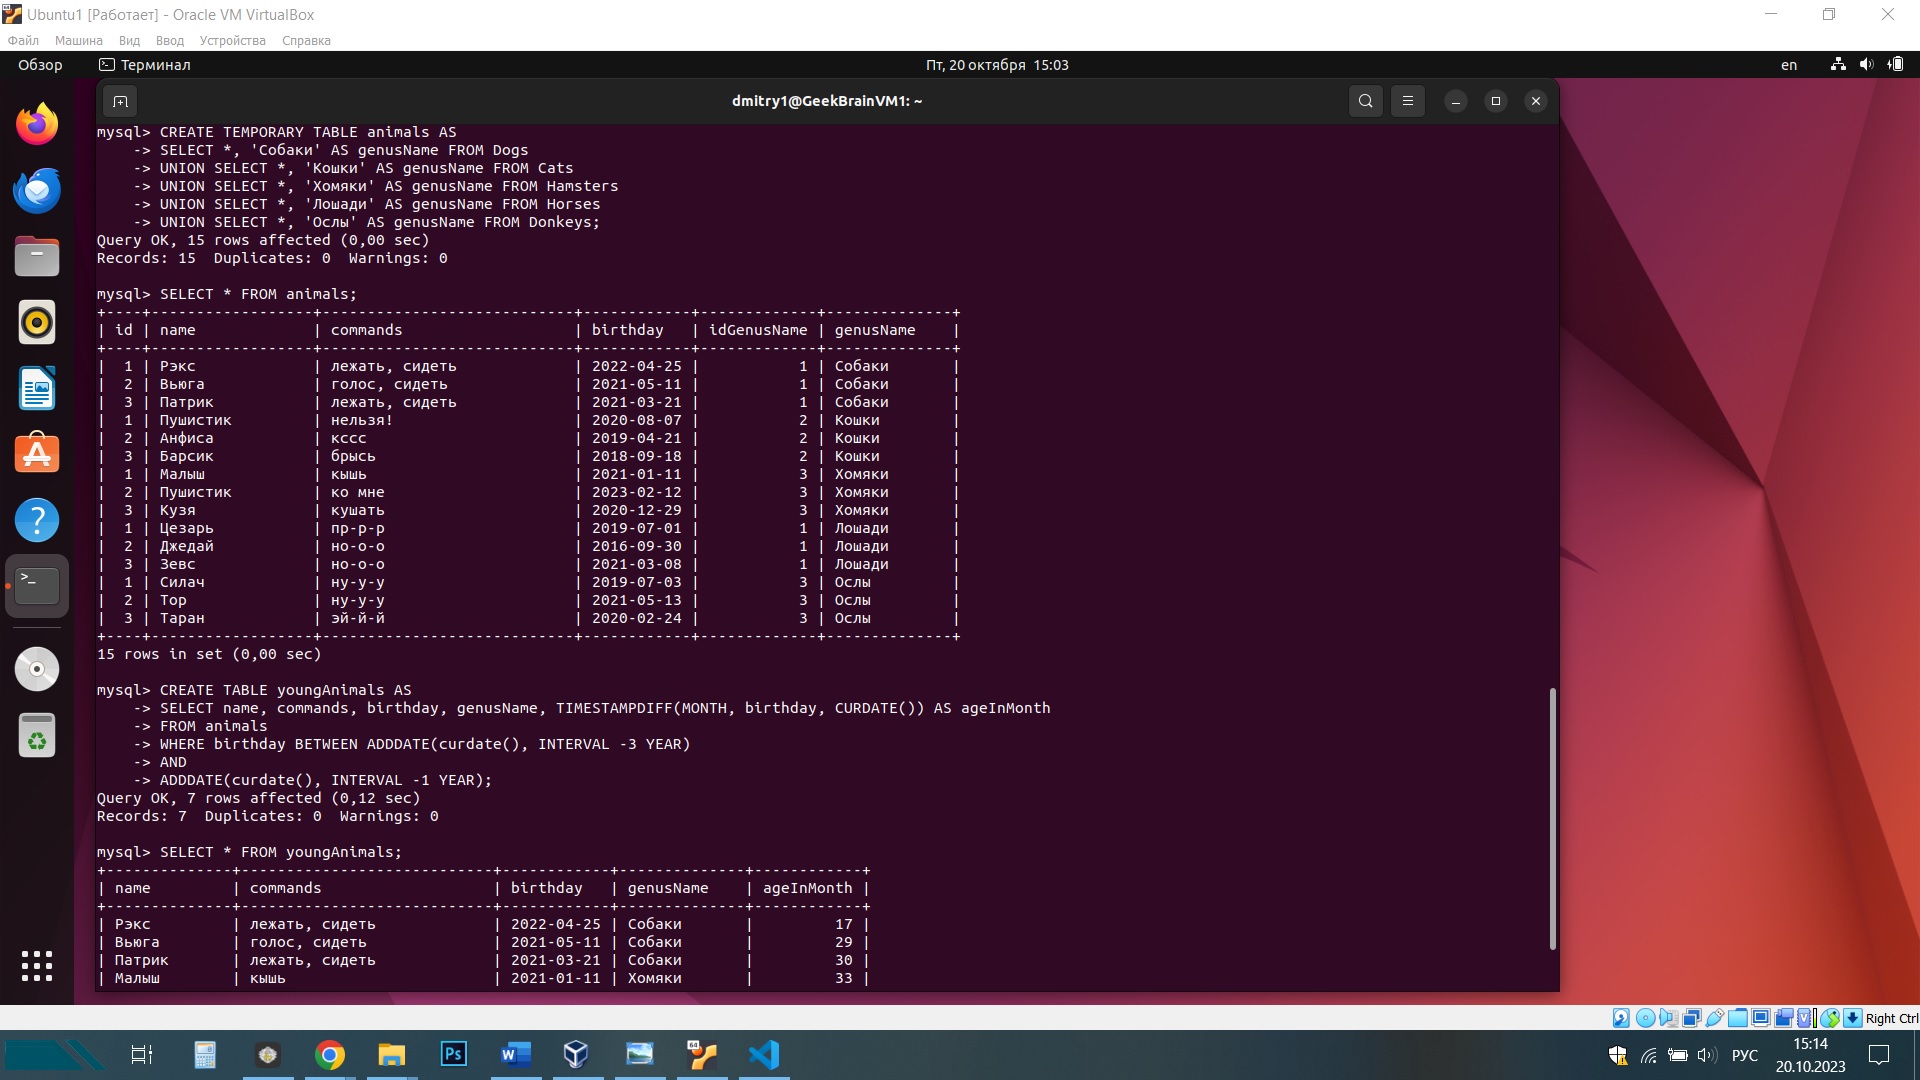 Ubuntu1 [Работает] - Oracle VM VirtualBox
Файл Машина Вид Ввод Устройства Справка
Обзор Терминал Пт, 20 октября 15:03 en
dmitry1@GeekBrainVM1: ~
mysql> CREATE TEMPORARY TABLE animals AS
    -> SELECT *, 'Собаки' AS genusName FROM Dogs
    -> UNION SELECT *, 'Кошки' AS genusName FROM Cats
    -> UNION SELECT *, 'Хомяки' AS genusName FROM Hamsters
    -> UNION SELECT *, 'Лошади' AS genusName FROM Horses
    -> UNION SELECT *, 'Ослы' AS genusName FROM Donkeys;
Query OK, 15 rows affected (0,00 sec)
Records: 15  Duplicates: 0  Warnings: 0
mysql> SELECT * FROM animals;
+----+------------------+----------------------------+------------+-------------+--------------+
| id | name             | commands                   | birthday   | idGenusName | genusName    |
+----+------------------+----------------------------+------------+-------------+--------------+
|  1 | Рэкс             | лежать, сидеть             | 2022-04-25 |           1 | Собаки       |
|  2 | Вьюга            | голос, сидеть              | 2021-05-11 |           1 | Собаки       |
|  3 | Патрик           | лежать, сидеть             | 2021-03-21 |           1 | Собаки       |
|  1 | Пушистик         | нельзя!                    | 2020-08-07 |           2 | Кошки        |
|  2 | Анфиса           | кссс                       | 2019-04-21 |           2 | Кошки        |
|  3 | Барсик           | брысь                      | 2018-09-18 |           2 | Кошки        |
|  1 | Малыш            | кышь                       | 2021-01-11 |           3 | Хомяки       |
|  2 | Пушистик         | ко мне                     | 2023-02-12 |           3 | Хомяки       |
|  3 | Кузя             | кушать                     | 2020-12-29 |           3 | Хомяки       |
|  1 | Цезарь           | пр-р-р                     | 2019-07-01 |           1 | Лошади       |
|  2 | Джедай           | но-о-о                     | 2016-09-30 |           1 | Лошади       |
|  3 | Зевс             | но-о-о                     | 2021-03-08 |           1 | Лошади       |
|  1 | Силач            | ну-у-у                     | 2019-07-03 |           3 | Ослы         |
|  2 | Тор              | ну-у-у                     | 2021-05-13 |           3 | Ослы         |
|  3 | Таран            | эй-й-й                     | 2020-02-24 |           3 | Ослы         |
+----+------------------+----------------------------+------------+-------------+--------------+
15 rows in set (0,00 sec)
mysql> CREATE TABLE youngAnimals AS
    -> SELECT name, commands, birthday, genusName, TIMESTAMPDIFF(MONTH, birthday, CURDATE()) AS ageInMonth
    -> FROM animals
    -> WHERE birthday BETWEEN ADDDATE(curdate(), INTERVAL -3 YEAR)
    -> AND
    -> ADDDATE(curdate(), INTERVAL -1 YEAR);
Query OK, 7 rows affected (0,12 sec)
Records: 7  Duplicates: 0  Warnings: 0
mysql> SELECT * FROM youngAnimals;
+--------------+----------------------------+------------+--------------+------------+
| name         | commands                   | birthday   | genusName    | ageInMonth |
+--------------+----------------------------+------------+--------------+------------+
| Рэкс         | лежать, сидеть             | 2022-04-25 | Собаки       |         17 |
| Вьюга        | голос, сидеть              | 2021-05-11 | Собаки       |         29 |
| Патрик       | лежать, сидеть             | 2021-03-21 | Собаки       |         30 |
| Малыш        | кышь                       | 2021-01-11 | Хомяки       |         33 |
Right Ctrl
Ps
РУС
15:14
20.10.2023